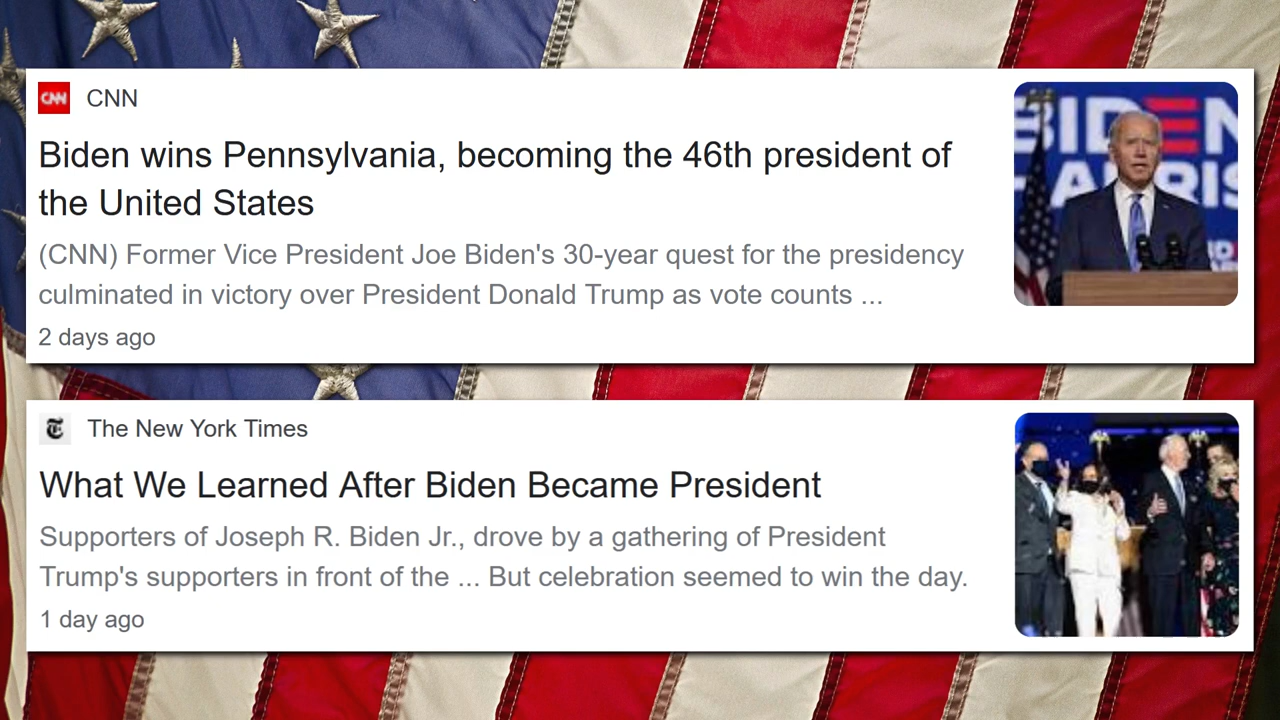 CNN
CNN
Biden wins Pennsylvania, becoming the 46th president of
the United States
(CNN) Former Vice President Joe Biden's 30-year quest for the presidency
culminated in victory over President Donald Trump as vote counts ...
2 days ago
BIDEN
The New York Times
What We Learned After Biden Became President
Supporters of Joseph R. Biden Jr., drove by a gathering of President
Trump's supporters in front of the ... But celebration seemed to win the day.
1 day ago